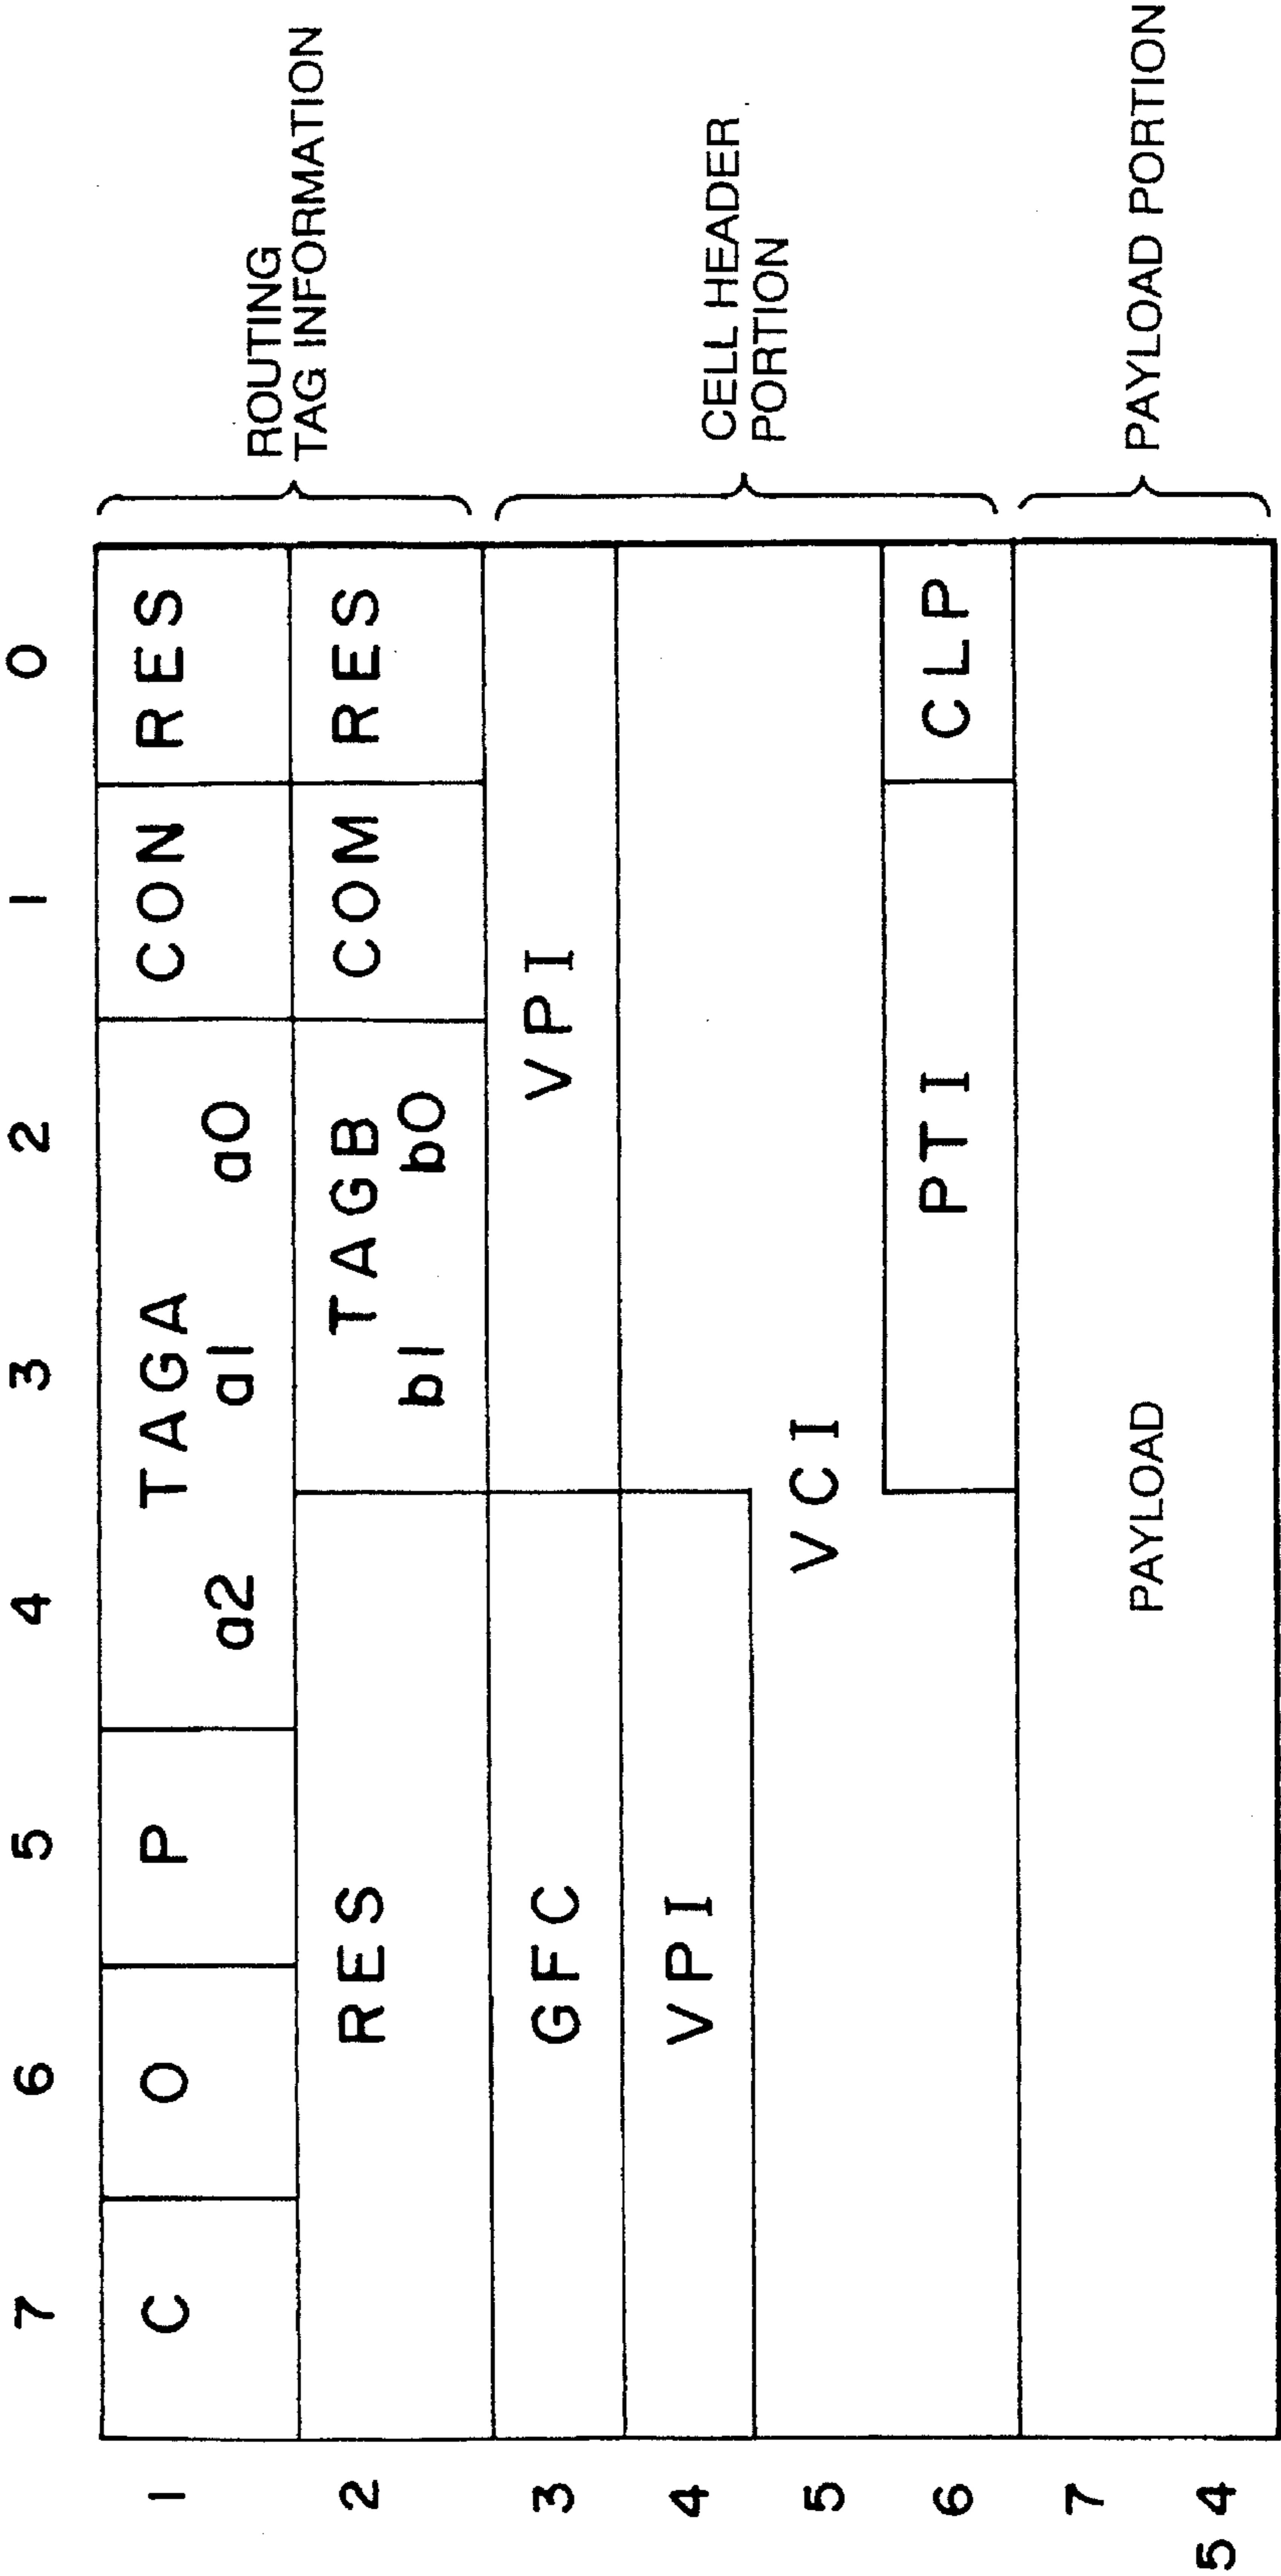 7 6 5 4 3 2 1 0
1 C O P TAGA CON RES
a2 a1 a0
ROUTING
TAG INFORMATION
2 RES TAGB COM RES
b1 b0
3 GFC VPI
4 VPI
CELL HEADER
PORTION
5 VCI
6 PTI CLP
7
PAYLOAD
PAYLOAD PORTION
54